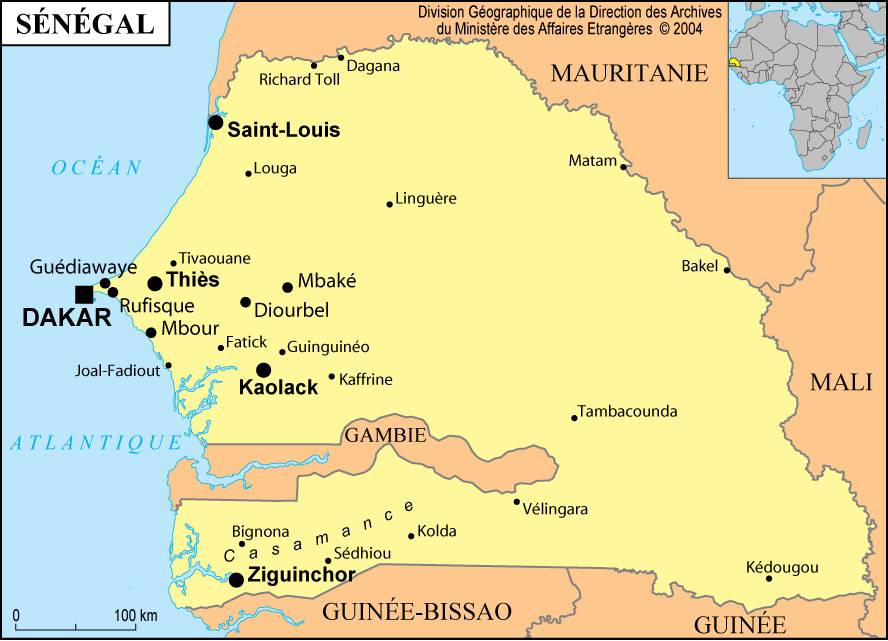 SÉNÉGAL
Division Géographique de la Direction des Archives
du Ministère des Affaires Etrangères © 2004
MAURITANIE
Dagana
Richard Toll
Saint-Louis
OCÉAN
Louga
Matam
Linguère
Tivaouane
Guédiawaye
Bakel
Thiès
Mbaké
Rufisque
Diourbel
DAKAR
Mbour
Fatick
Guinguinéo
Joal-Fadiout
Kaolack
Kaffrine
MALI
Tambacounda
ATLANTIQUE
GAMBIE
Vélingara
Casamance
Bignona
Kolda
Sédhiou
Ziguinchor
Kédougou
0 100 km
GUINÉE-BISSAO
GUINÉE